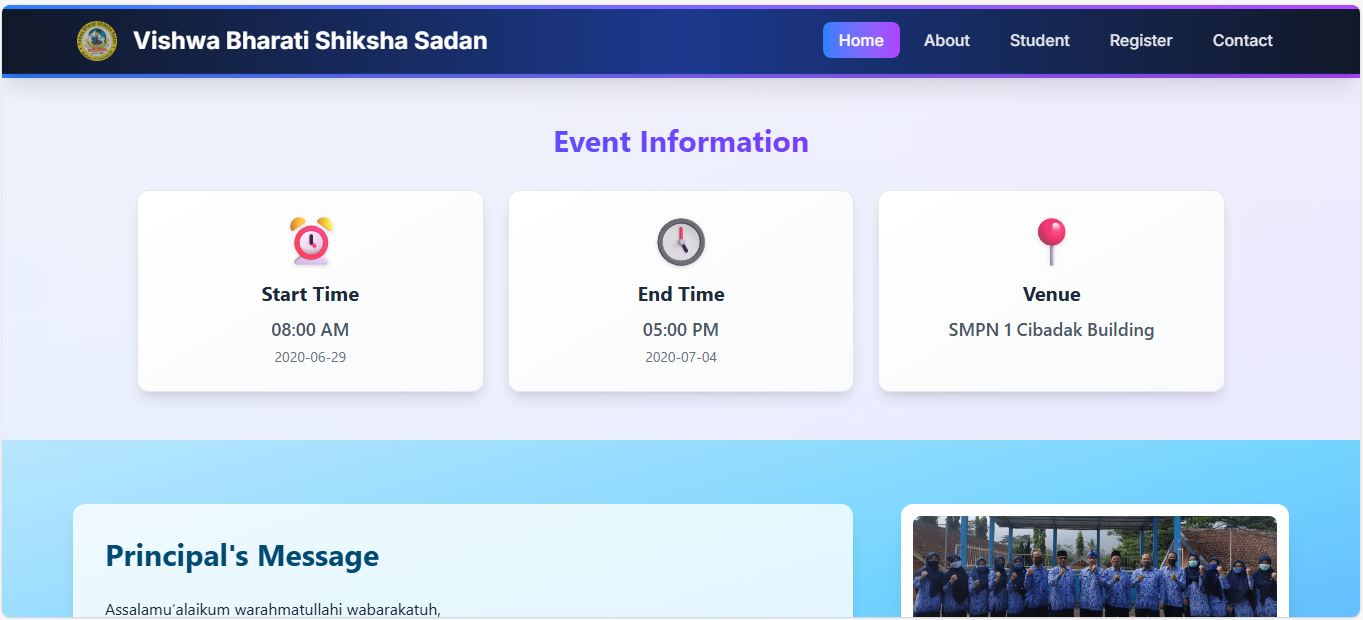 Vishwa Bharati Shiksha Sadan
Home About Student Register Contact
Event Information
Start Time
08:00 AM
2020-06-29
End Time
05:00 PM
2020-07-04
Venue
SMPN 1 Cibadak Building
Principal's Message
Assalamu’alaikum warahmatullahi wabarakatuh,